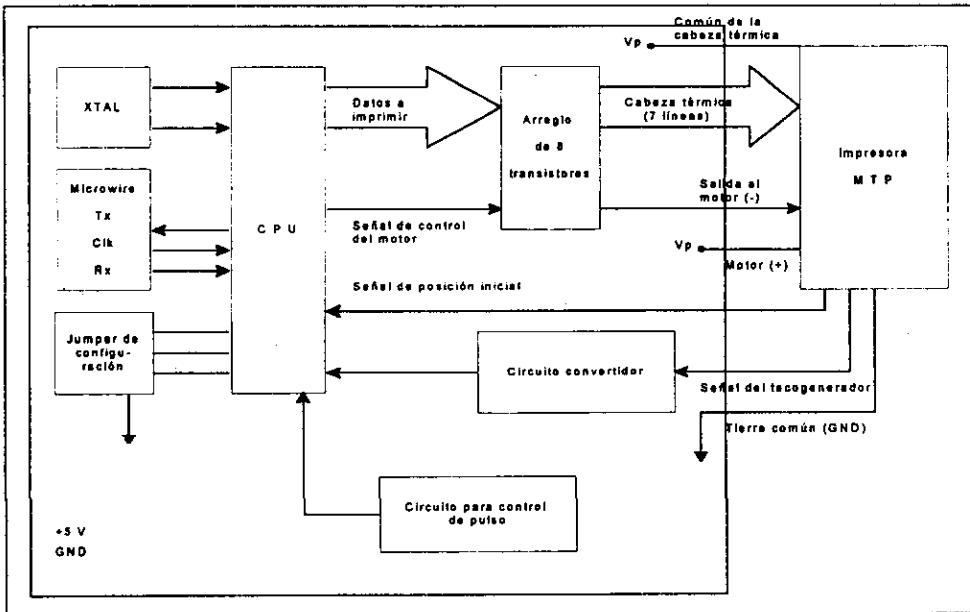 Común de la
cabeza térmica
Vp
XTAL
Datos a
imprimir
Arreglo
de 8
transistores
Cabeza térmica
(7 líneas)
Impresora
MTP
Microwire
Tx
Clk
Rx
CPU
Señal de control
del motor
Salida al
motor (-)
Vp
Motor (+)
Señal de posición inicial
Jumper de
configu-
ración
Circuito convertidor
Señal del tacogenerador
Tierra común (GND)
Circuito para control
de pulso
+5 V
GND